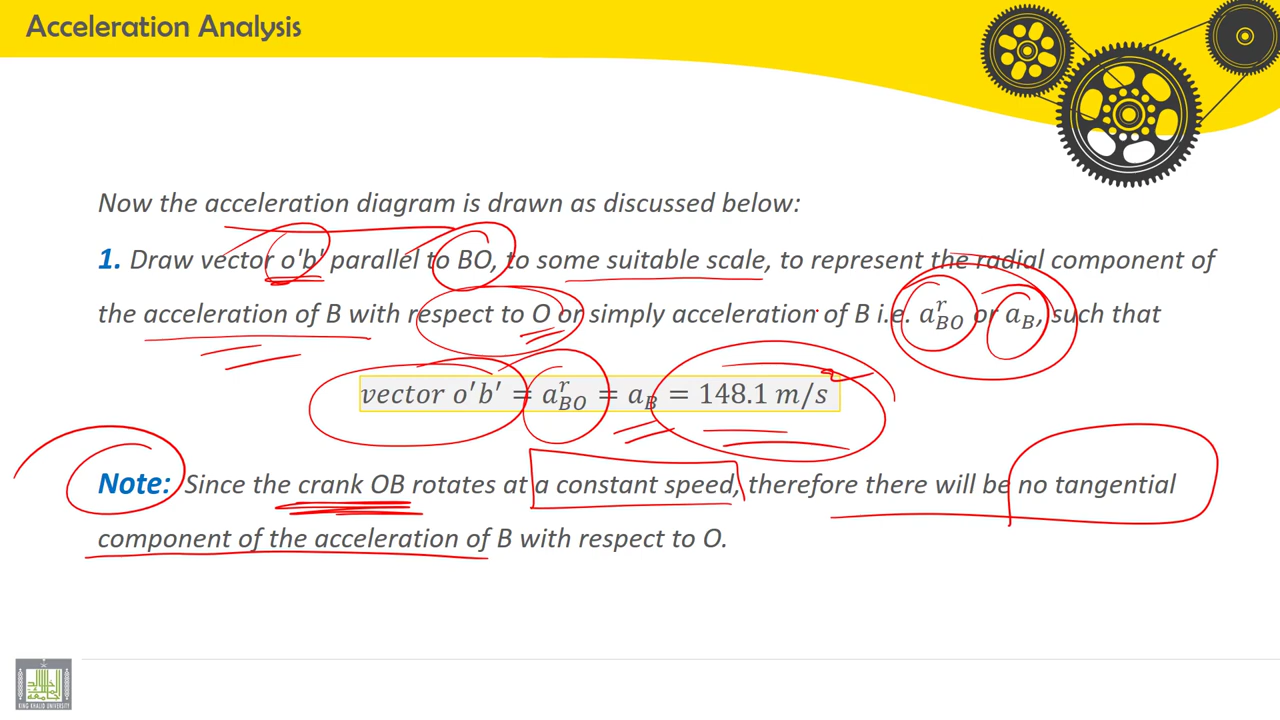 Acceleration Analysis
Now the acceleration diagram is drawn as discussed below:
1. Draw vector o'b' parallel to BO, to some suitable scale, to represent the radial component of
the acceleration of B with respect to O or simply acceleration of B i.e. a^r_BO or a_B, such that
vector o'b' = a^r_BO = a_B = 148.1 m/s
Note: Since the crank OB rotates at a constant speed, therefore there will be no tangential
component of the acceleration of B with respect to O.
KING KHALID UNIVERSITY